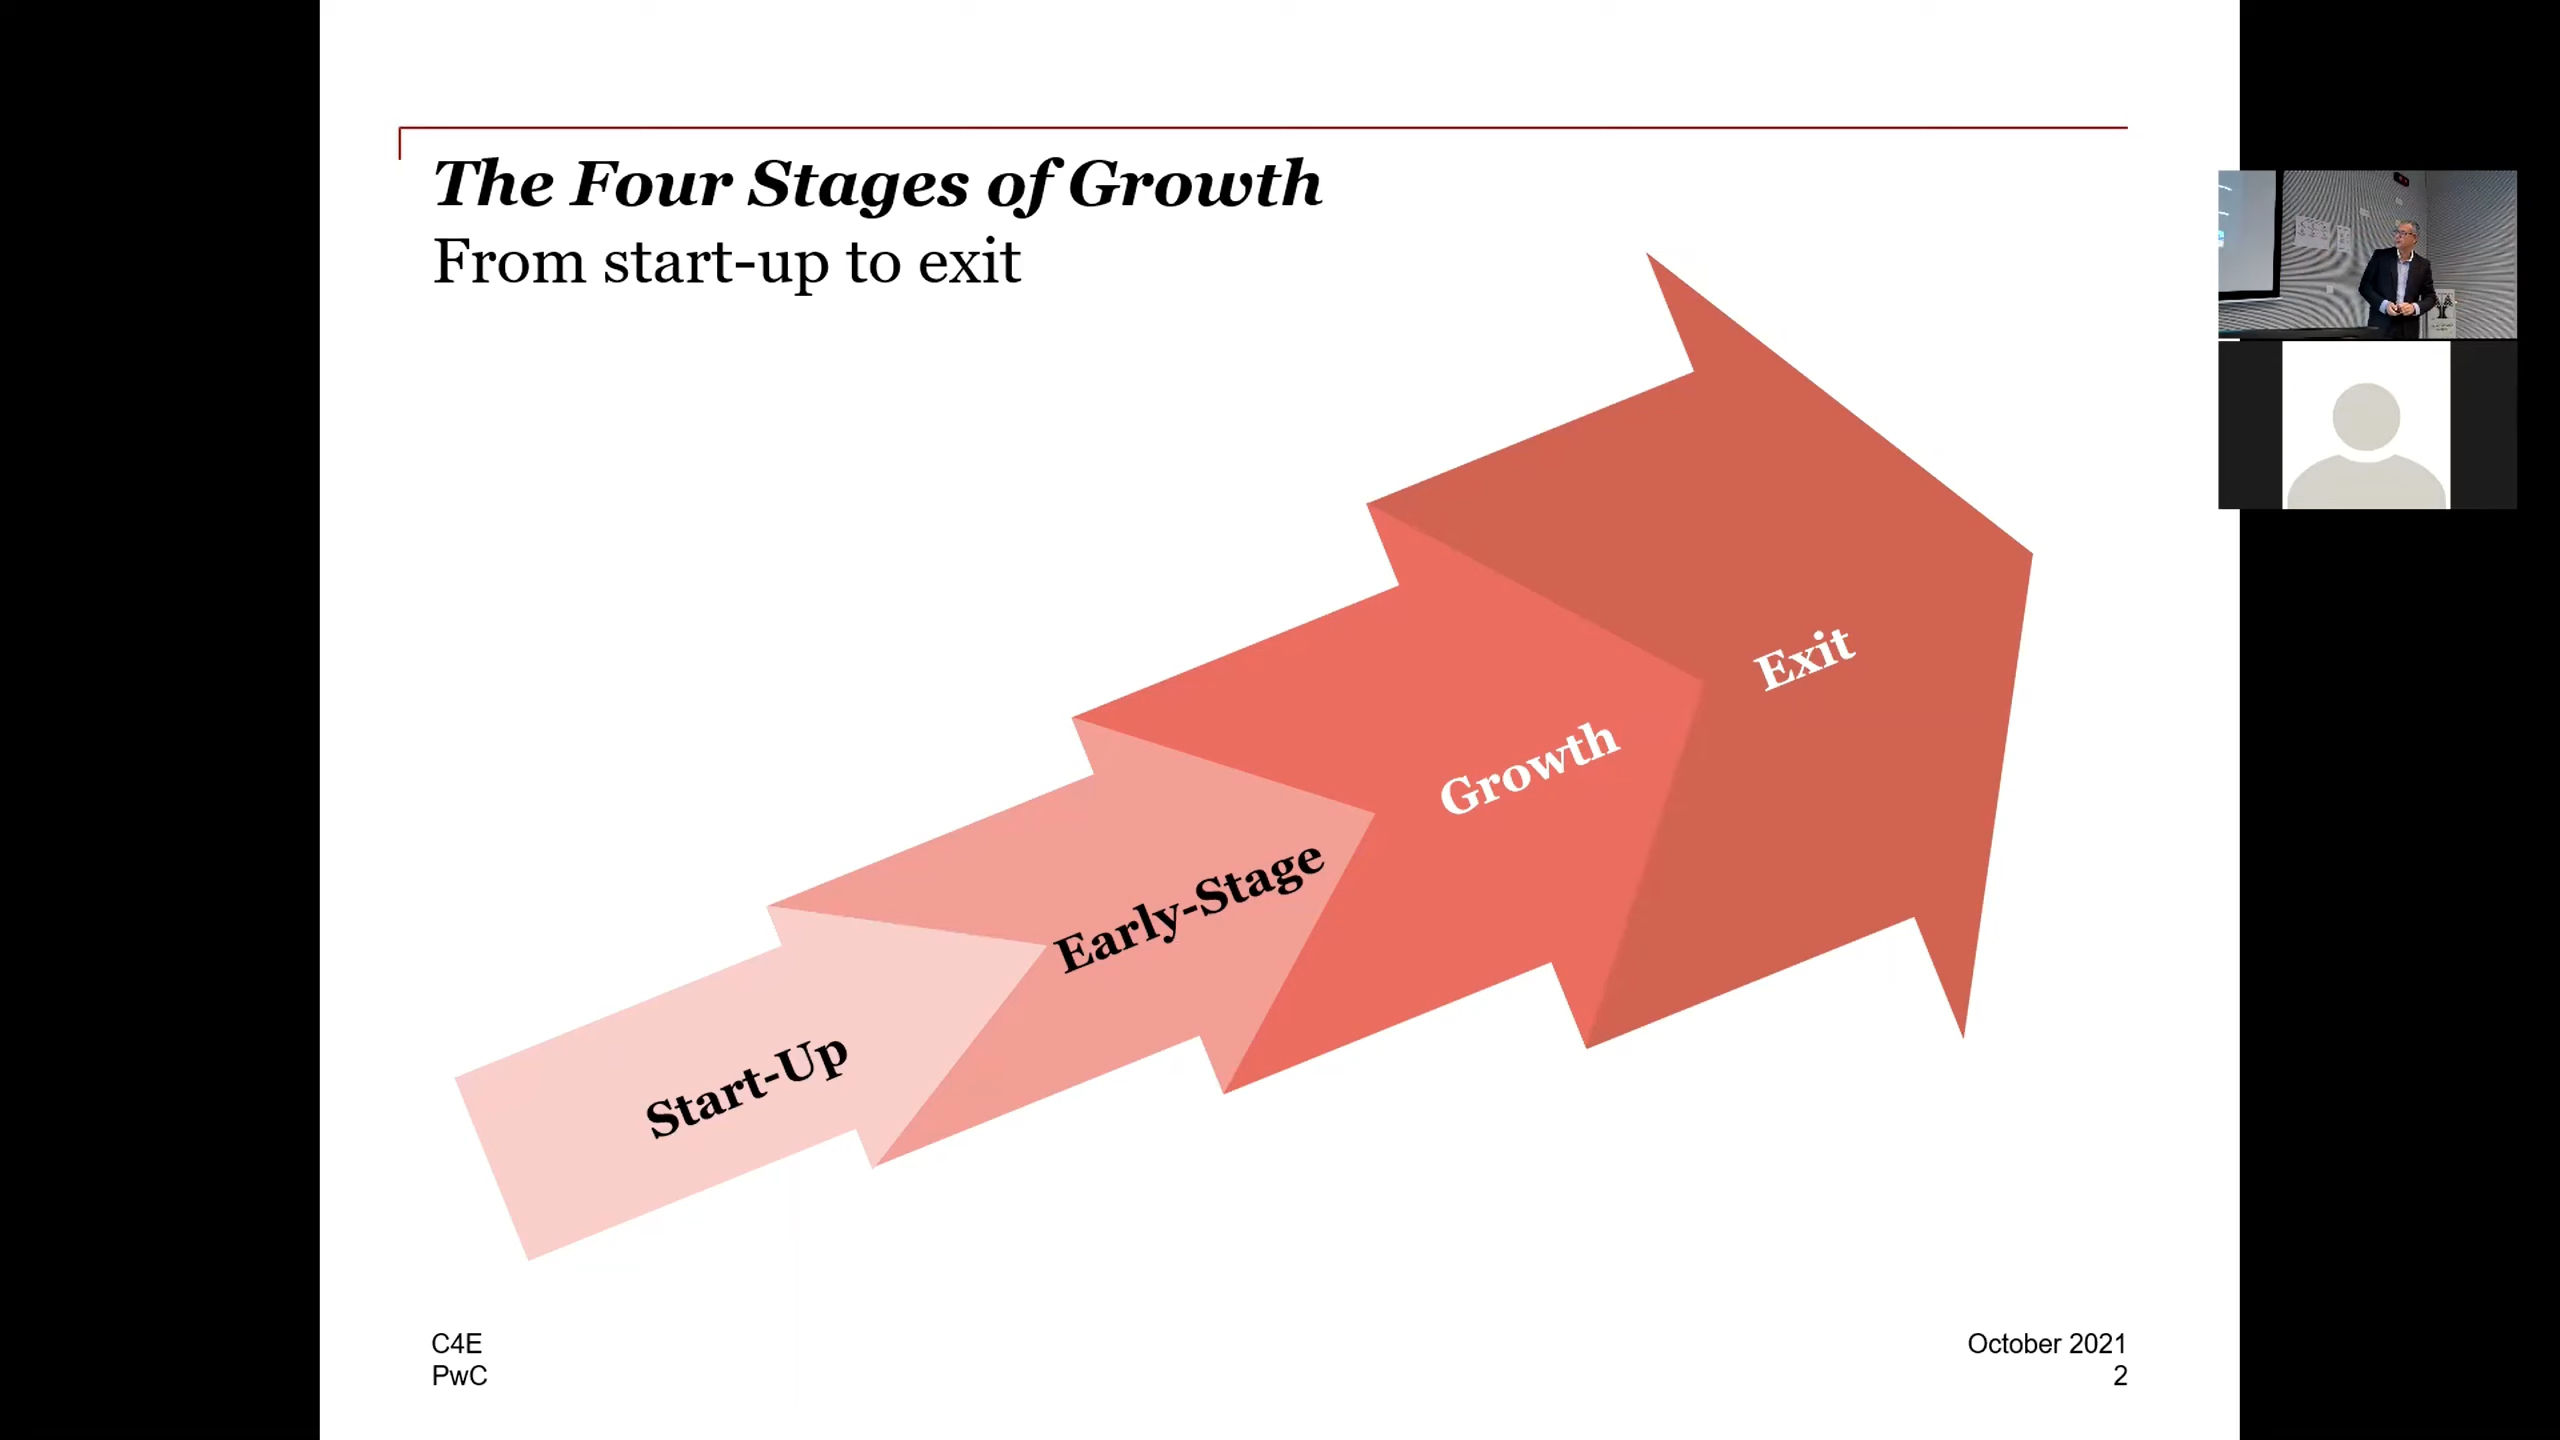 The Four Stages of Growth
From start-up to exit
Exit
Growth
Early-Stage
Start-Up
C4E
PwC
October 2021
2